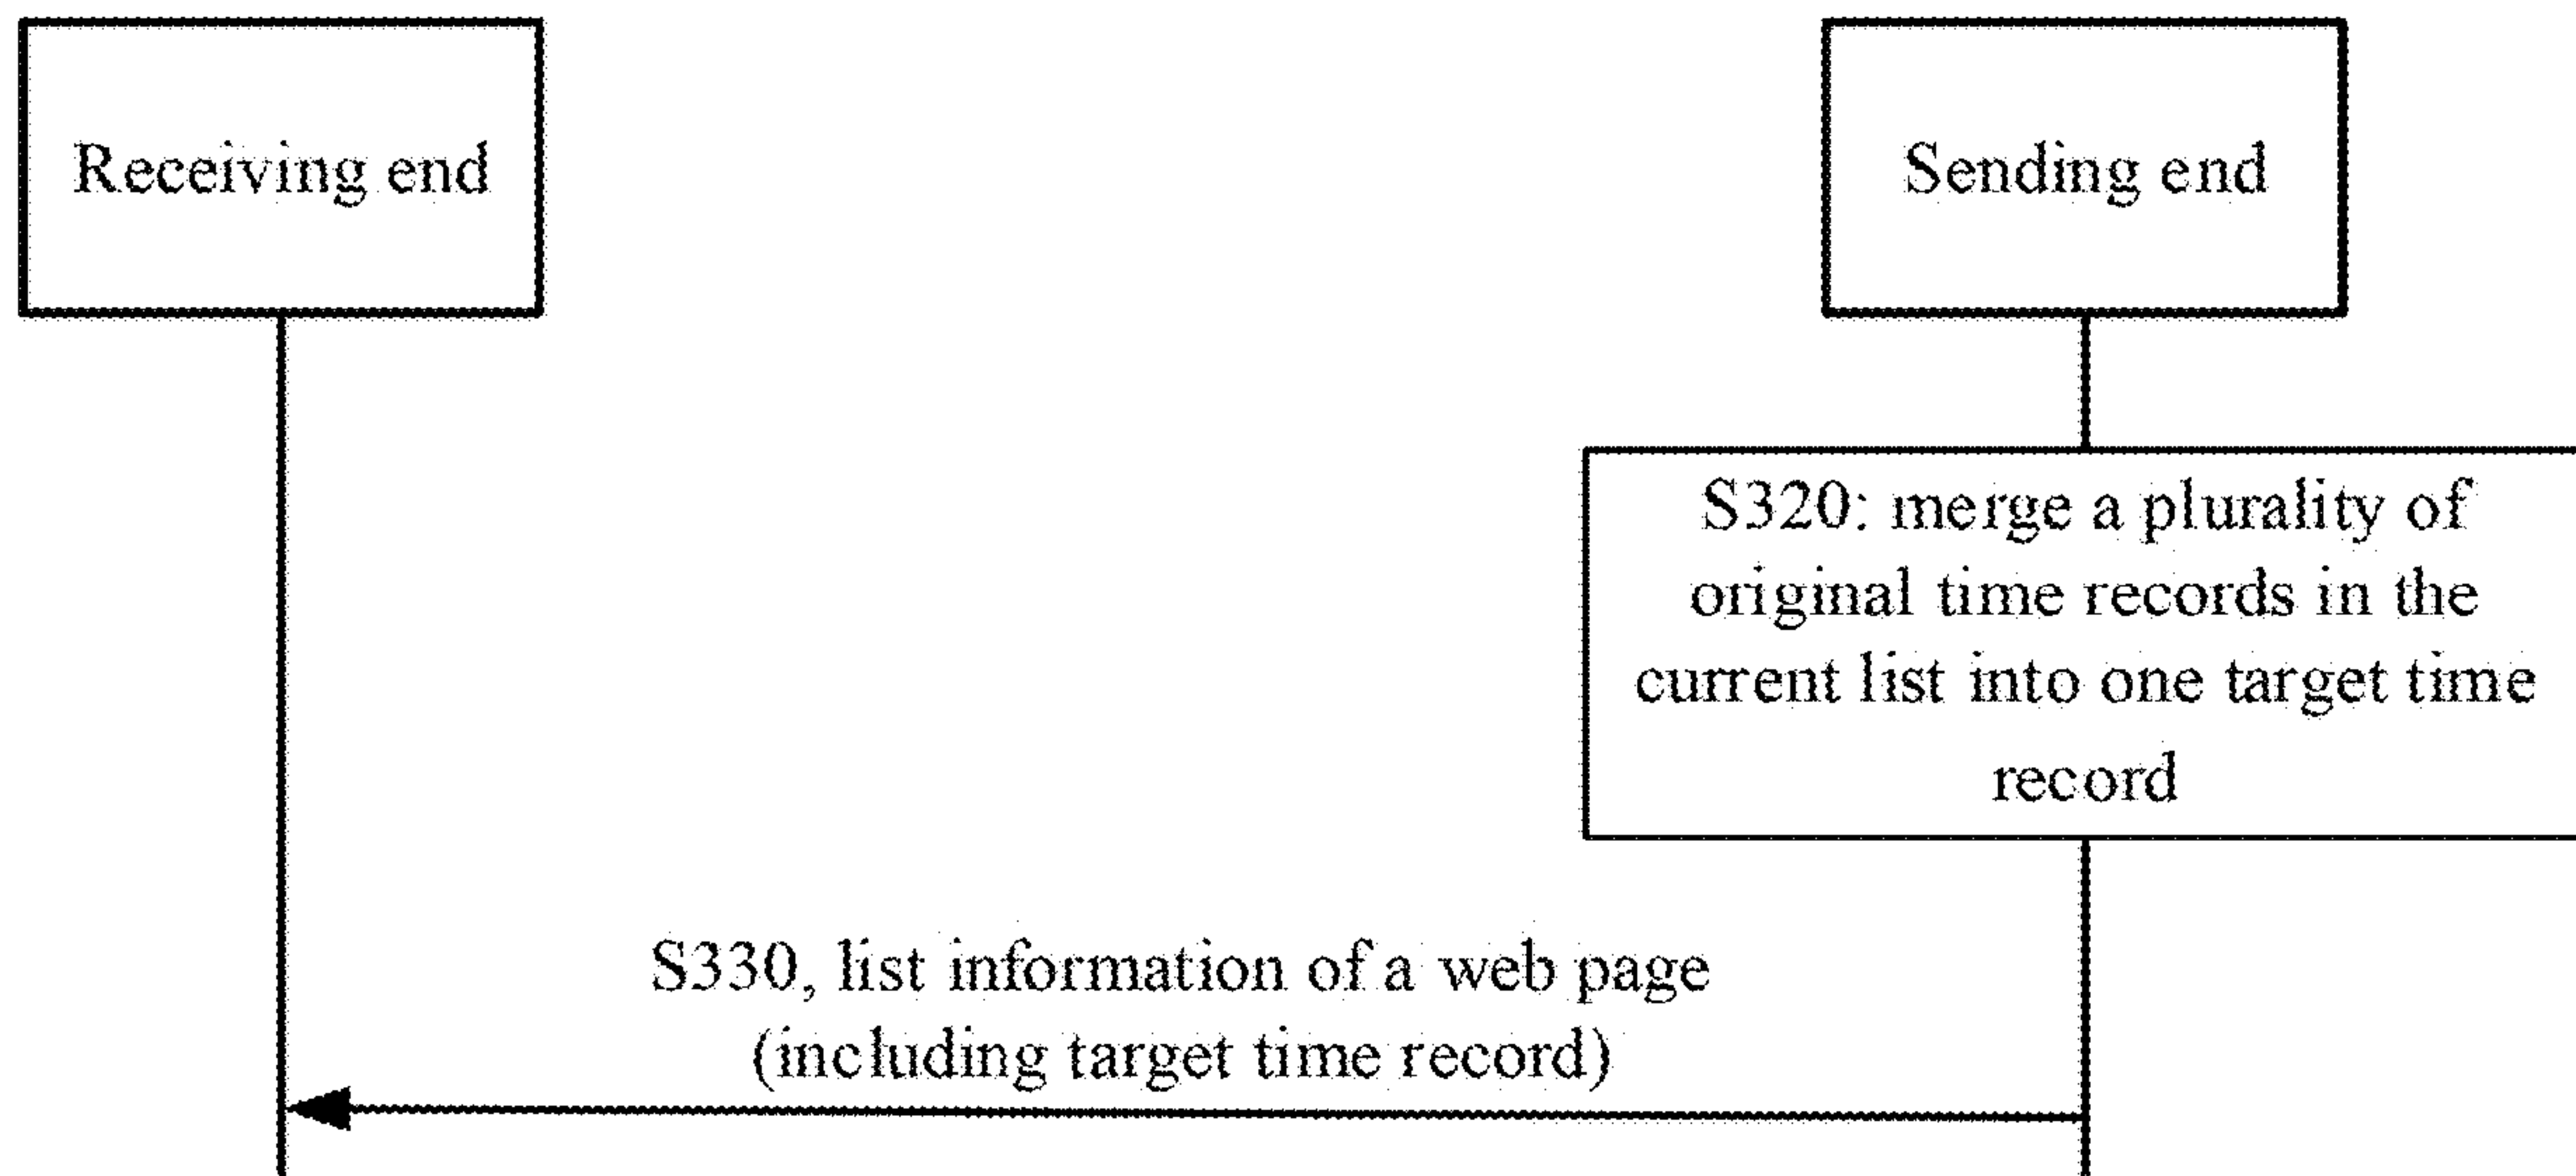 Receiving end
Sending end
S320: merge a plurality of
original time records in the
current list into one target time
record
S330, list information of a web page
(including target time record)